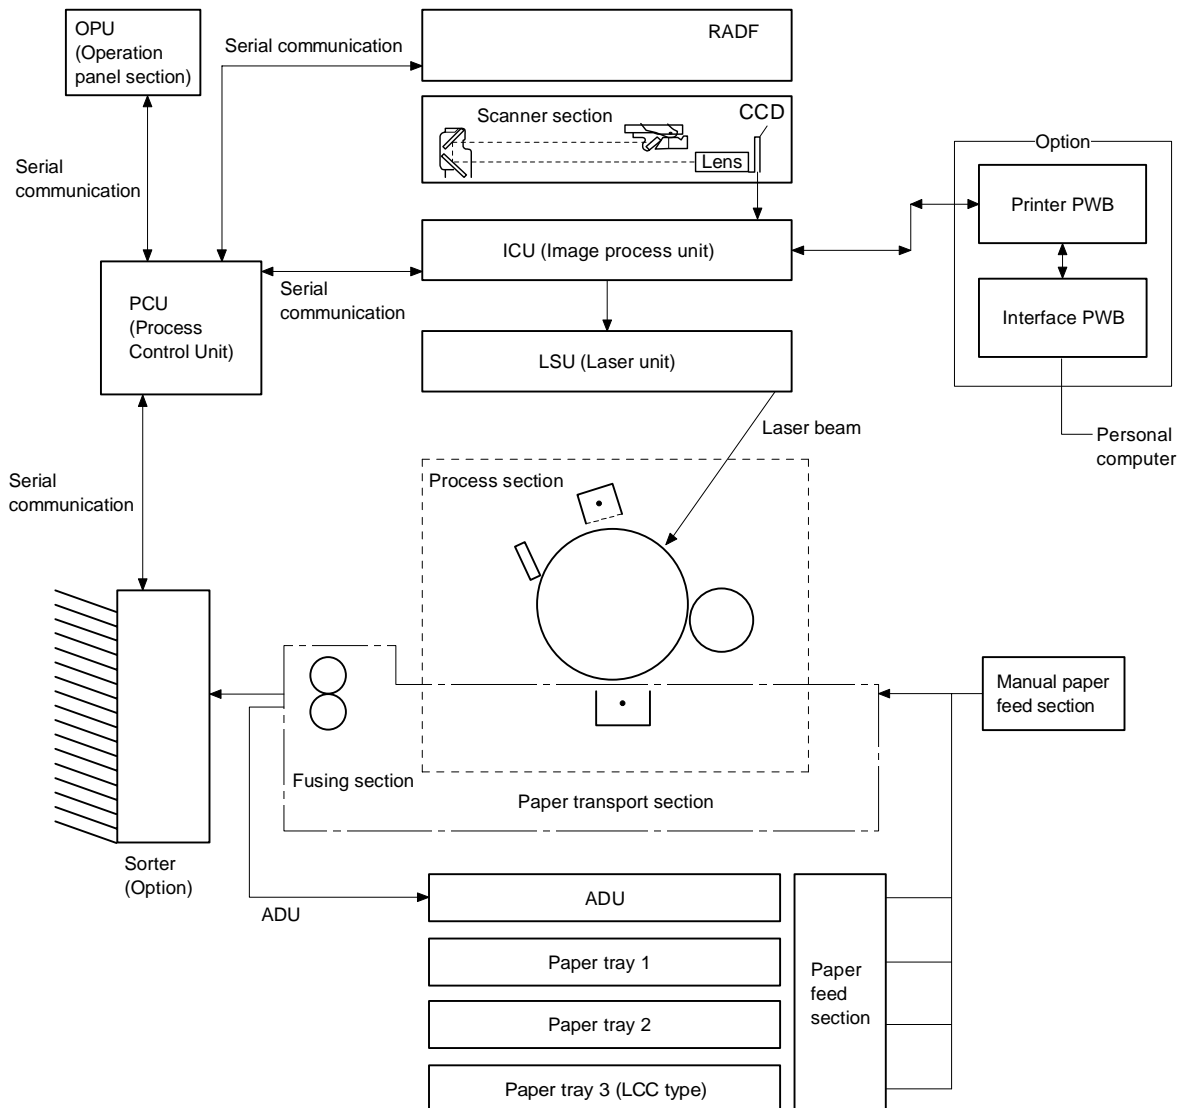 OPU
(Operation
panel section)
Serial communication
RADF
Scanner section
CCD
Lens
Serial
communication
Option
Printer PWB
ICU (Image process unit)
PCU
(Process
Control Unit)
Serial
communication
Interface PWB
LSU (Laser unit)
Laser beam
Personal
computer
Serial
communication
Process section
Manual paper
feed section
Fusing section
Paper transport section
Sorter
(Option)
ADU
ADU
Paper tray 1
Paper
feed
section
Paper tray 2
Paper tray 3 (LCC type)